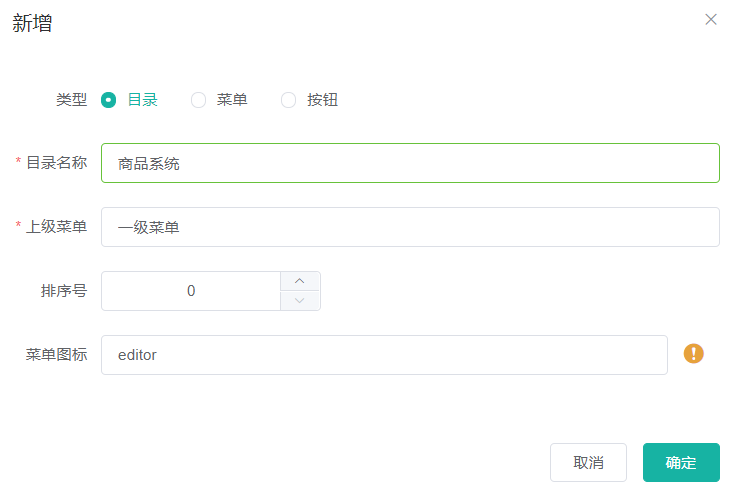 新增
类型 目录 菜单 按钮
* 目录名称 商品系统
* 上级菜单 一级菜单
排序号 0
菜单图标 editor
取消 确定